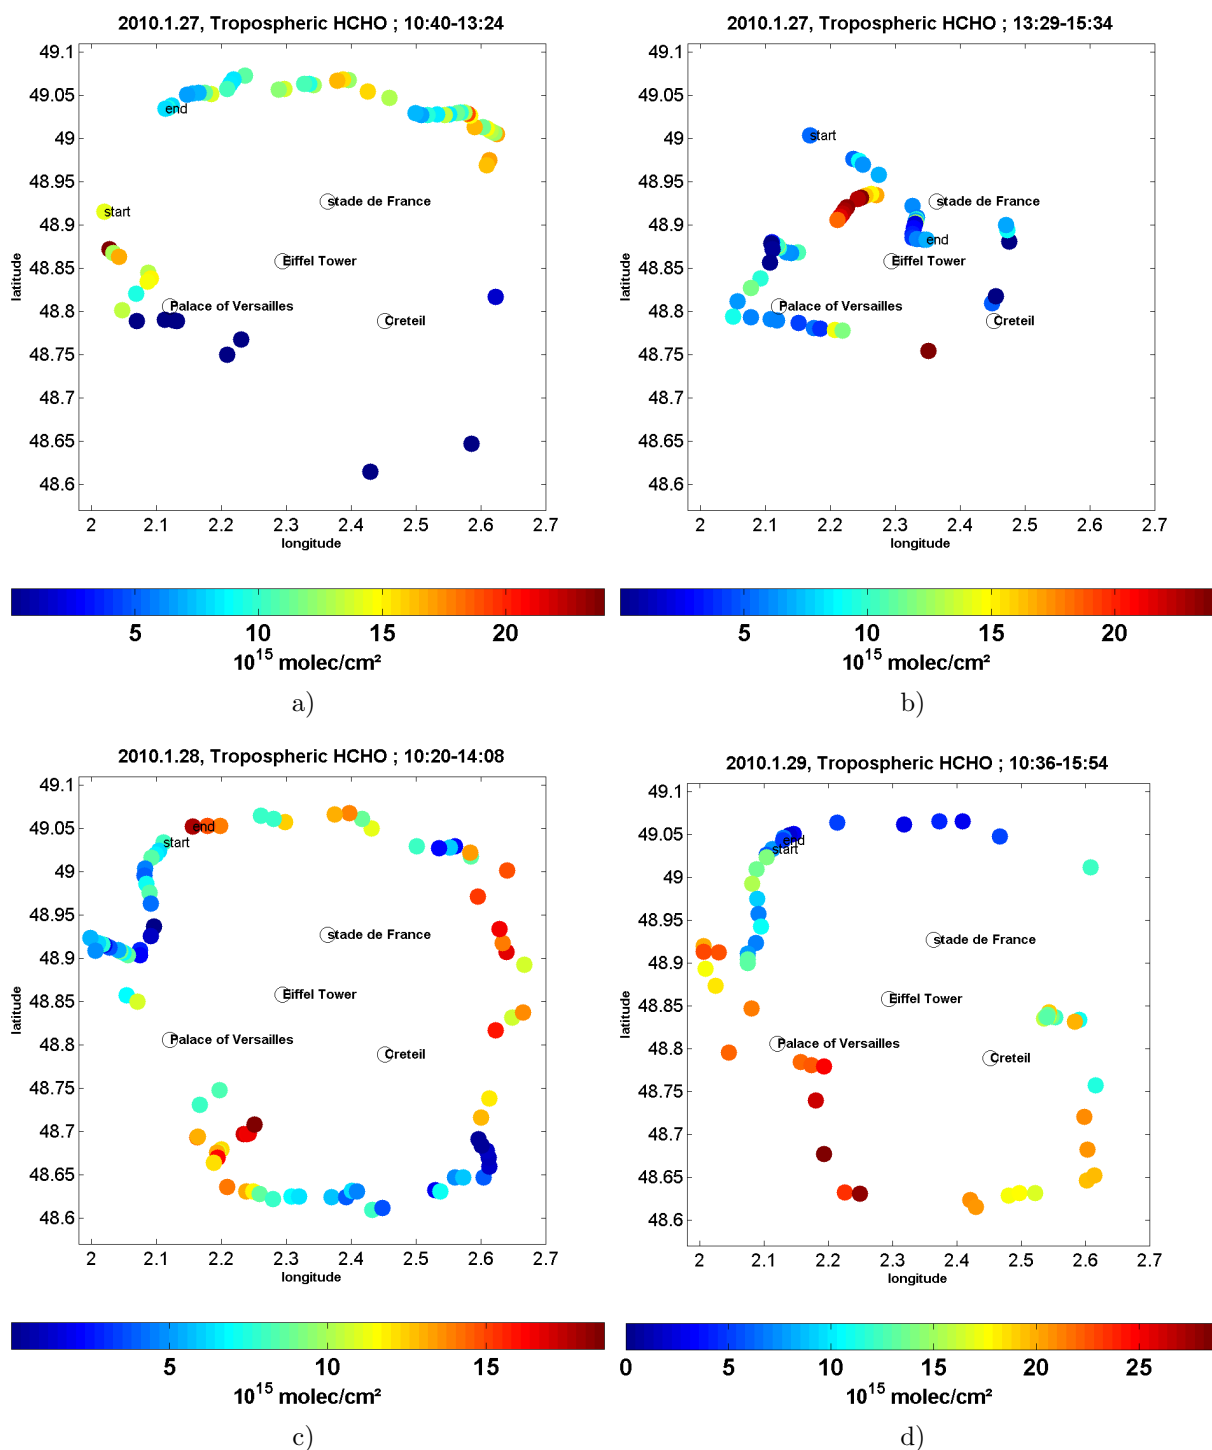 2010.1.27, Tropospheric HCHO ; 10:40-13:24
49.1
49.05
49
48.95
48.9
48.85
48.8
48.75
48.7
48.65
48.6
latitude
end
start
stade de France
Eiffel Tower
Palace of Versailles
Creteil
2 2.1 2.2 2.3 2.4 2.5 2.6 2.7
longitude
5 10 15 20
10^15 molec/cm²
a)
2010.1.27, Tropospheric HCHO ; 13:29-15:34
49.1
49.05
49
48.95
48.9
48.85
48.8
48.75
48.7
48.65
48.6
latitude
start
stade de France
end
Eiffel Tower
Palace of Versailles
Creteil
2 2.1 2.2 2.3 2.4 2.5 2.6 2.7
longitude
5 10 15 20
10^15 molec/cm²
b)
2010.1.28, Tropospheric HCHO ; 10:20-14:08
49.1
49.05
49
48.95
48.9
48.85
48.8
48.75
48.7
48.65
48.6
latitude
end
start
stade de France
Eiffel Tower
Palace of Versailles
Creteil
2 2.1 2.2 2.3 2.4 2.5 2.6 2.7
longitude
5 10 15
10^15 molec/cm²
c)
2010.1.29, Tropospheric HCHO ; 10:36-15:54
49.1
49.05
49
48.95
48.9
48.85
48.8
48.75
48.7
48.65
48.6
latitude
end
start
stade de France
Eiffel Tower
Palace of Versailles
Creteil
2 2.1 2.2 2.3 2.4 2.5 2.6 2.7
longitude
0 5 10 15 20 25
10^15 molec/cm²
d)